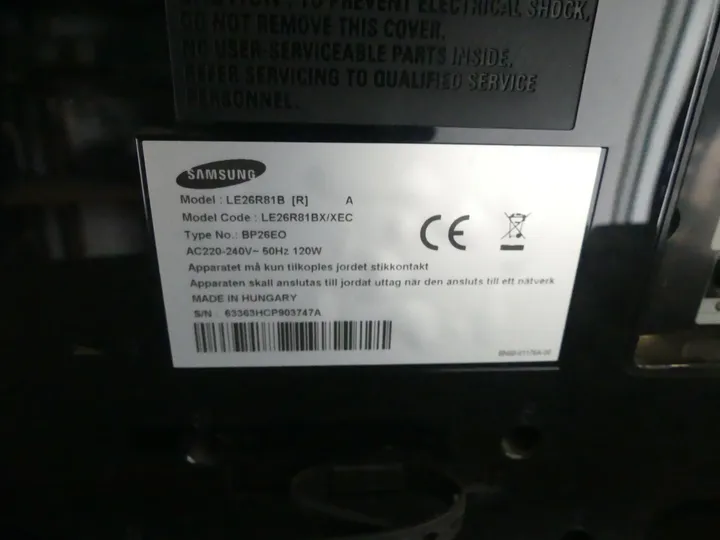 CAUTION : TO PREVENT ELECTRICAL SHOCK,
DO NOT REMOVE THIS COVER.
NO USER-SERVICEABLE PARTS INSIDE.
REFER SERVICING TO QUALIFIED SERVICE
PERSONNEL.
SAMSUNG
Model : LE26R81B [R] A
Model Code : LE26R81BX/XEC
Type No.: BP26EO
AC220-240V~ 50Hz 120W
Apparatet må kun tilkoples jordet stikkontakt
Apparaten skall anslutas till jordat uttag när den ansluts till ett nätverk
MADE IN HUNGARY
S/N : 63363HCP903747A
CE